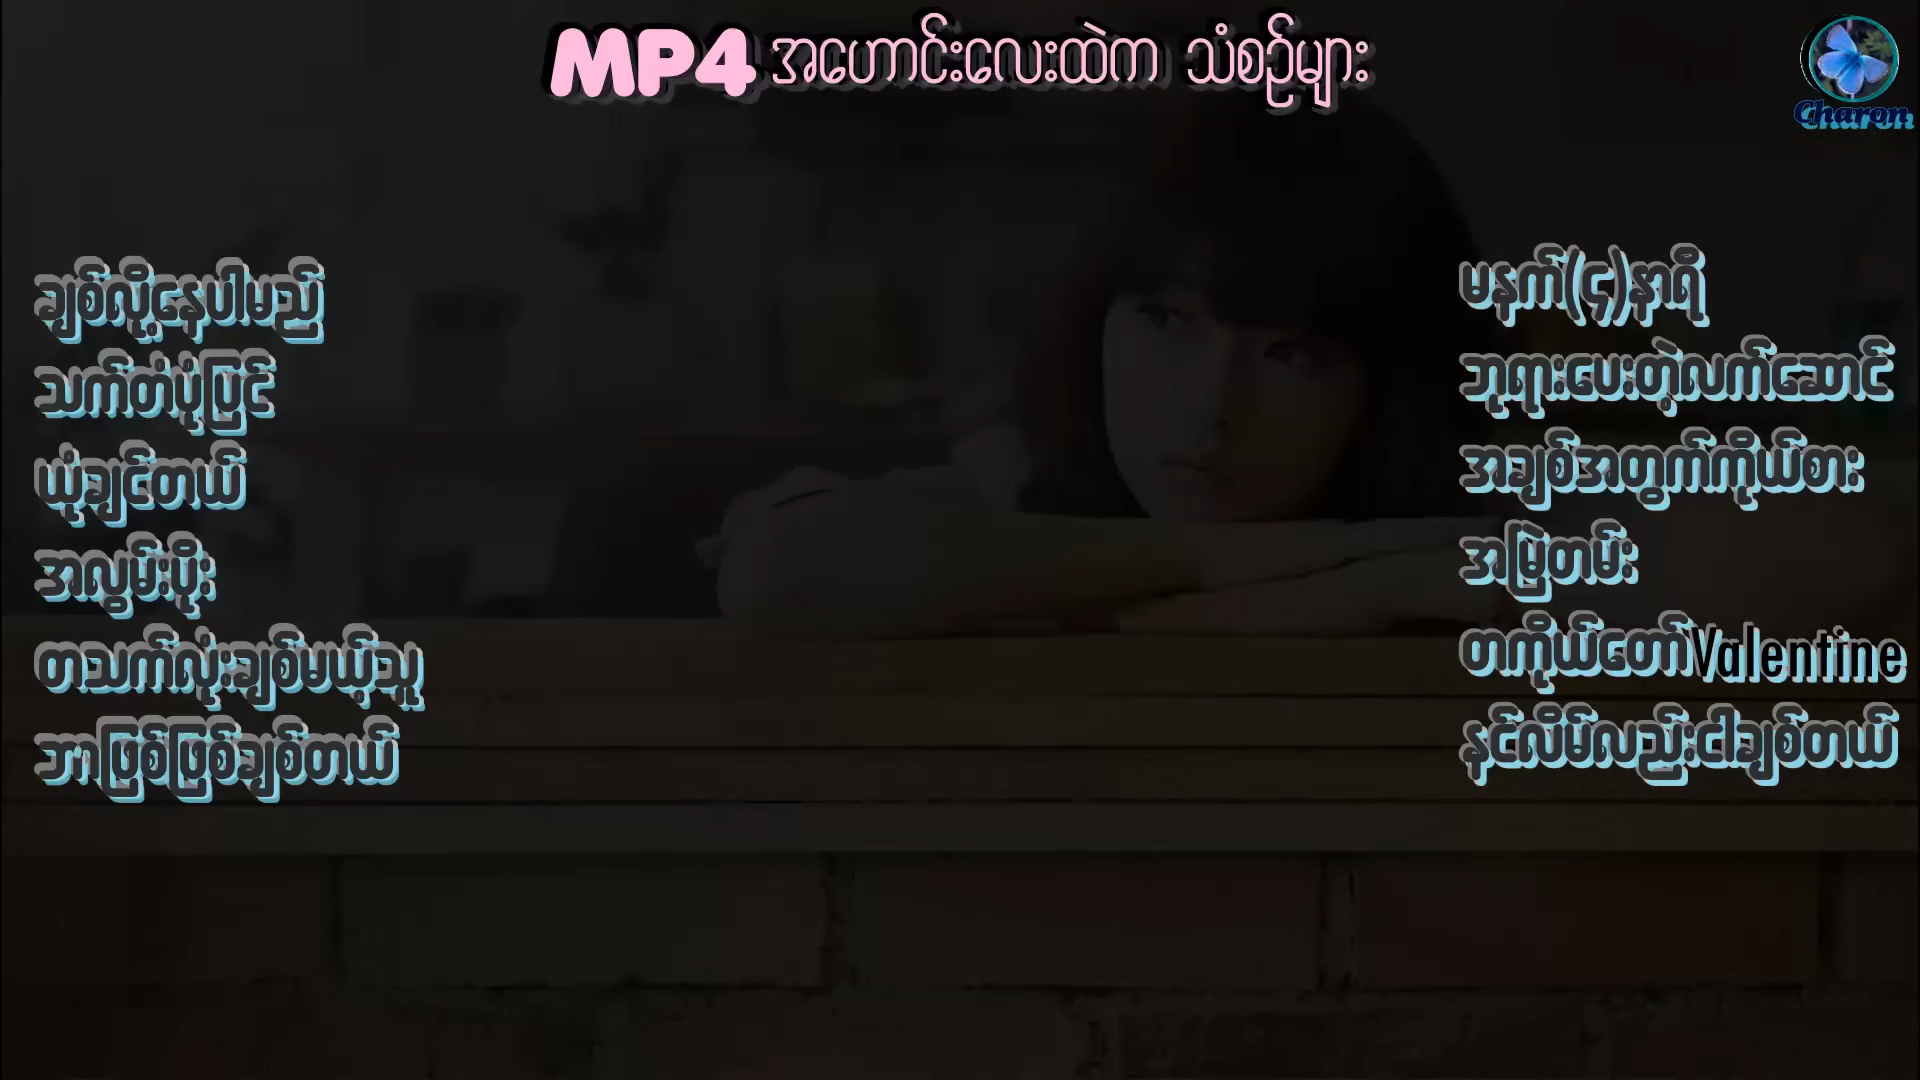 MP4 အဟောင်းလေးထဲက သံစဉ်များ
Charon
ချစ်လို့နေပါမည်
သက်တံပုံပြင်
ယုံချင်တယ်
အလွမ်းပိုး
တသက်လုံးချစ်မယ့်သူ
ဘာဖြစ်ဖြစ်ချစ်တယ်
မနက်(၄)နာရီ
ဘုရားပေးတဲ့လက်ဆောင်
အချစ်အတွက်ကိုယ်စား
အမြဲတမ်း
တကိုယ်တော်Valentine
နင်လိမ်လည်းငါချစ်တယ်